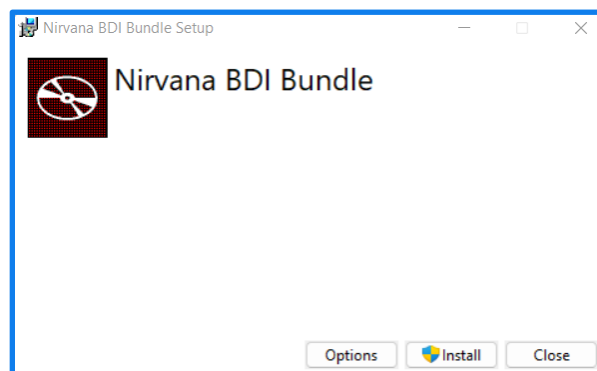 Nirvana BDI Bundle Setup
Nirvana BDI Bundle
Options Install Close